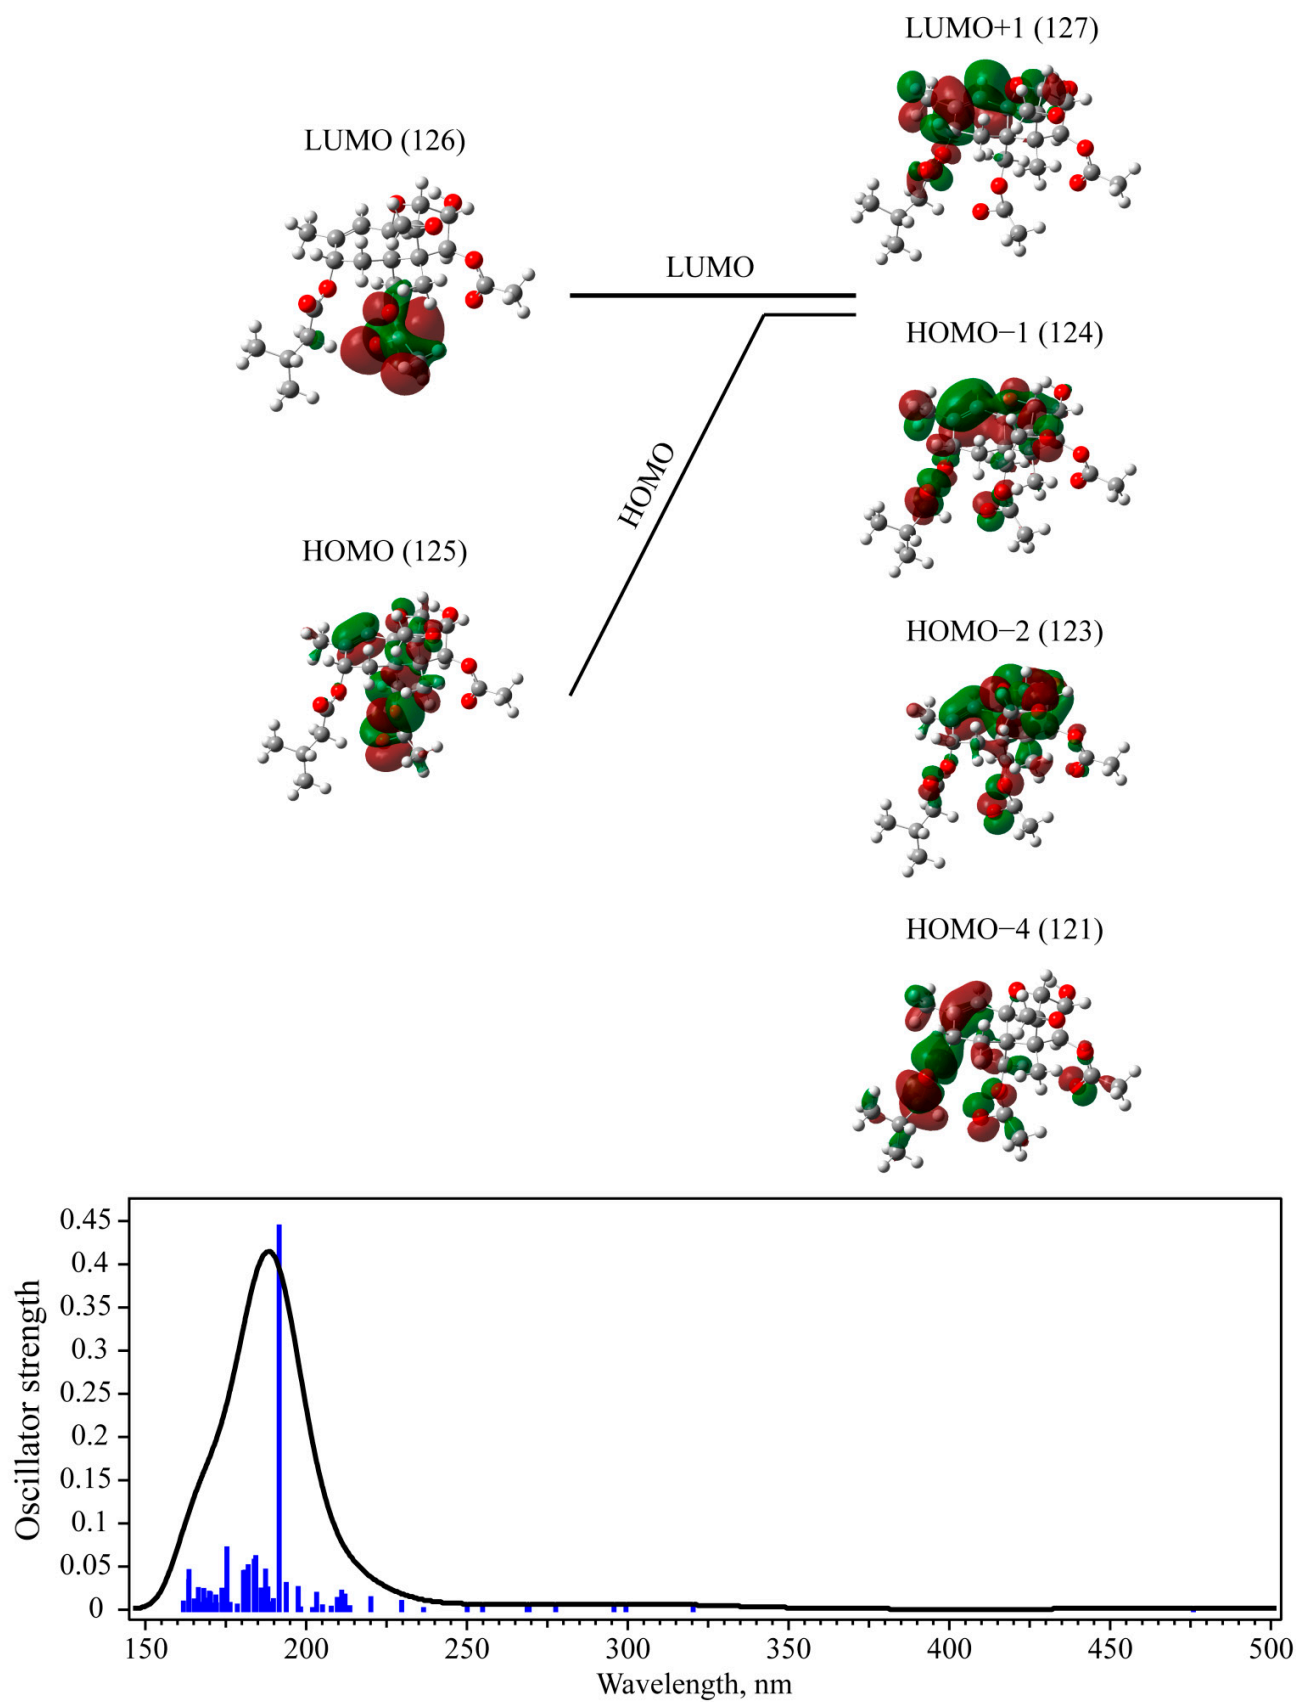 LUMO+1 (127)
LUMO (126)
LUMO
HOMO−1 (124)
HOMO
HOMO (125)
HOMO−2 (123)
HOMO−4 (121)
Oscillator strength
0.45
0.4
0.35
0.3
0.25
0.2
0.15
0.1
0.05
0
150 200 250 300 350 400 450 500
Wavelength, nm